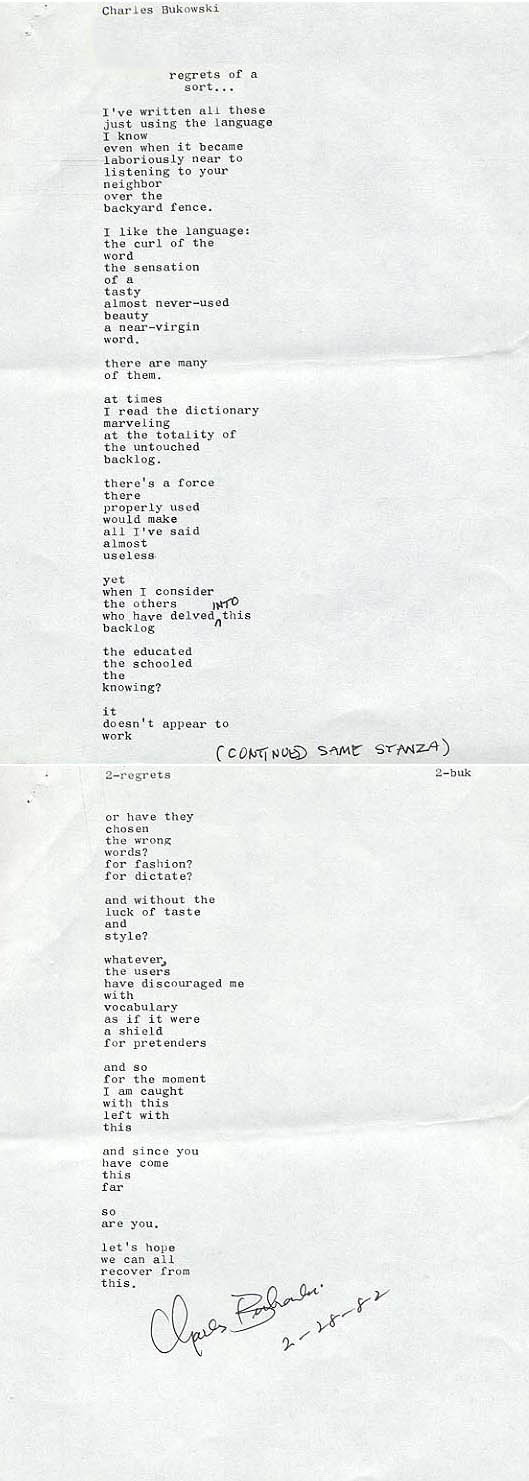 Charles Bukowski
regrets of a
sort...
I've written all these
just using the language
I know
even when it became
laboriously near to
listening to your
neighbor
over the
backyard fence.
I like the language:
the curl of the
word
the sensation
of a
tasty
almost never-used
beauty
a near-virgin
word.
there are many
of them.
at times
I read the dictionary
marveling
at the totality of
the untouched
backlog.
there's a force
there
properly used
would make
all I've said
almost
useless
yet
when I consider
the others
who have delved INTO this
backlog
the educated
the schooled
the
knowing?
it
doesn't appear to
work
(CONTINUED SAME STANZA)
2-regrets 2-buk
or have they
chosen
the wrong
words?
for fashion?
for dictate?
and without the
luck of taste
and
style?
whatever,
the users
have discouraged me
with
vocabulary
as if it were
a shield
for pretenders
and so
for the moment
I am caught
with this
left with
this
and since you
have come
this
far
so
are you.
let's hope
we can all
recover from
this.
Charles Bukowski
2-28-82